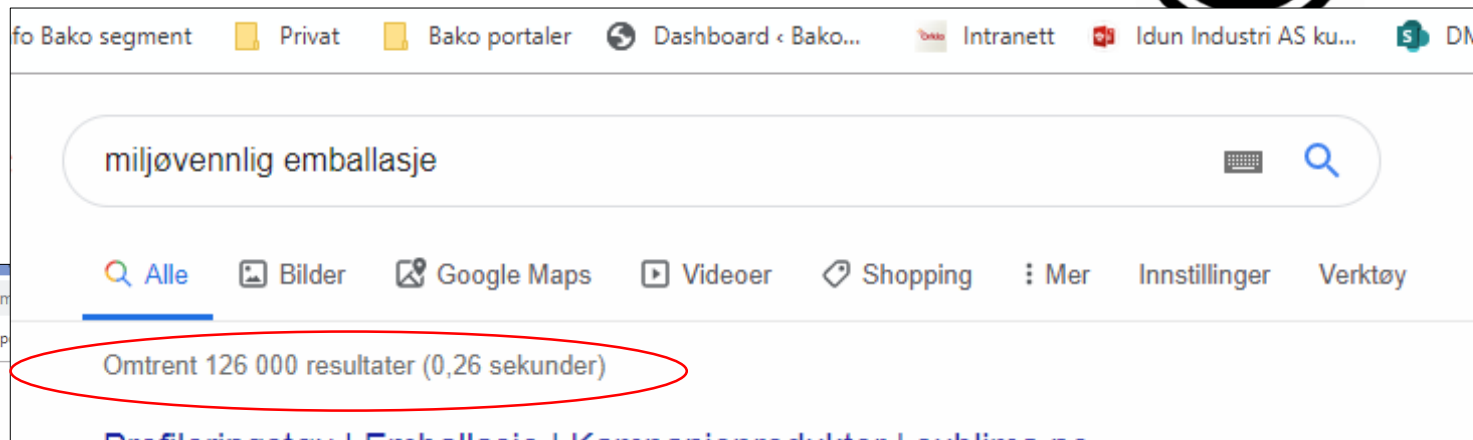 fo Bako segment Privat Bako portaler Dashboard ‹ Bako... Orkla Intranett Idun Industri AS ku... DM
miljøvennlig emballasje
Alle Bilder Google Maps Videoer Shopping Mer Innstillinger Verktøy
Omtrent 126 000 resultater (0,26 sekunder)